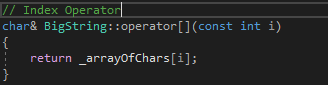 // Index Operator
char& BigString::operator[](const int i)
{
    return _arrayOfChars[i];
}